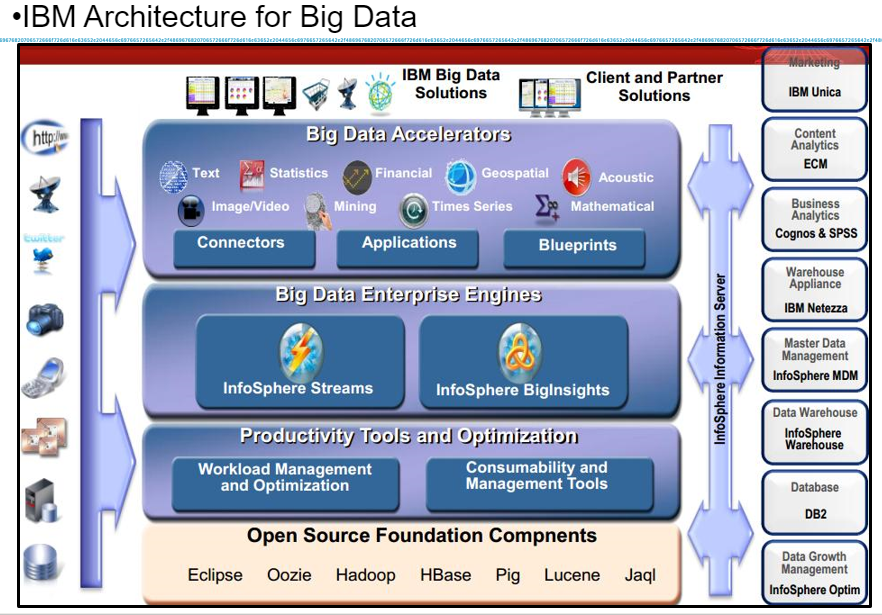 •IBM Architecture for Big Data
IBM Big Data
Solutions
Client and Partner
Solutions
http://w
twitter
Big Data Accelerators
Text
Statistics
Financial
Geospatial
Acoustic
Image/Video
Mining
Times Series
Mathematical
Connectors
Applications
Blueprints
Big Data Enterprise Engines
InfoSphere Streams
InfoSphere BigInsights
Productivity Tools and Optimization
Workload Management
and Optimization
Consumability and
Management Tools
Open Source Foundation Compnents
Eclipse Oozie Hadoop HBase Pig Lucene Jaql
InfoSphere Information Server
Marketing
IBM Unica
Content
Analytics
ECM
Business
Analytics
Cognos & SPSS
Warehouse
Appliance
IBM Netezza
Master Data
Management
InfoSphere MDM
Data Warehouse
InfoSphere
Warehouse
Database
DB2
Data Growth
Management
InfoSphere Optim